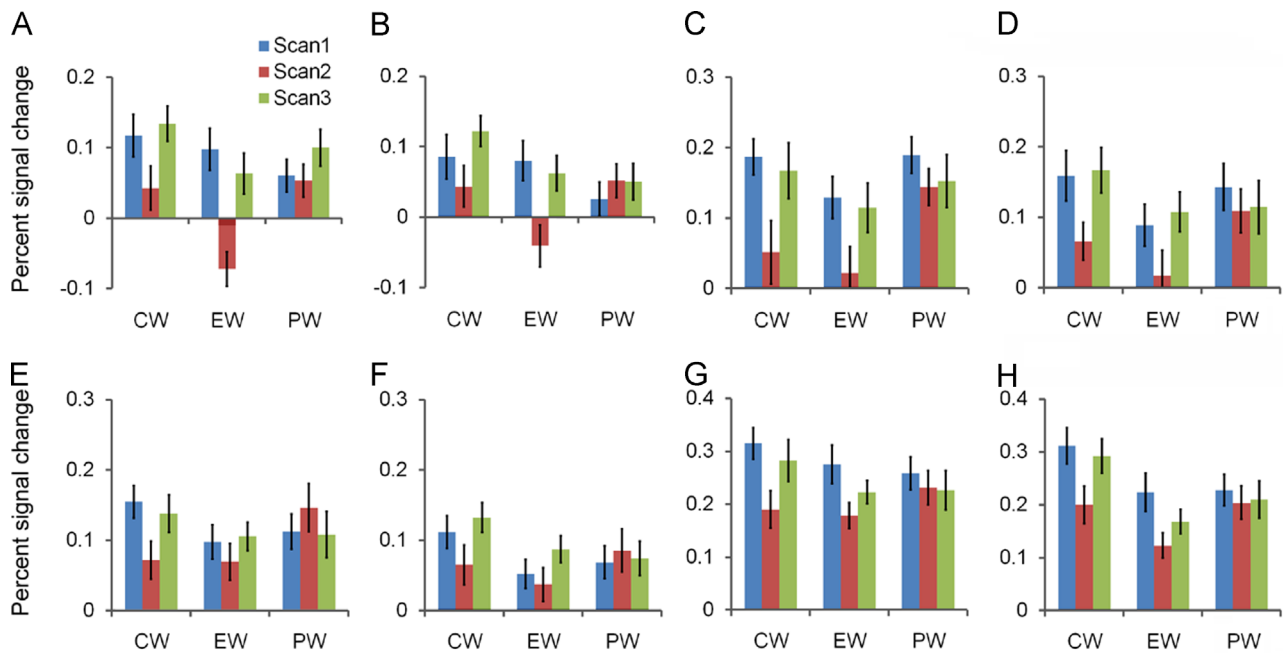 A
B
C
D
Scan1
Scan2
Scan3
Percent signal change
0.2
0.1
0
-0.1
CW
EW
PW
0.2
0.1
0
-0.1
CW
EW
PW
0.3
0.2
0.1
0
CW
EW
PW
0.3
0.2
0.1
0
CW
EW
PW
E
F
G
H
Percent signal change
0.3
0.2
0.1
0
CW
EW
PW
0.3
0.2
0.1
0
CW
EW
PW
0.4
0.3
0.2
0.1
0
CW
EW
PW
0.4
0.3
0.2
0.1
0
CW
EW
PW